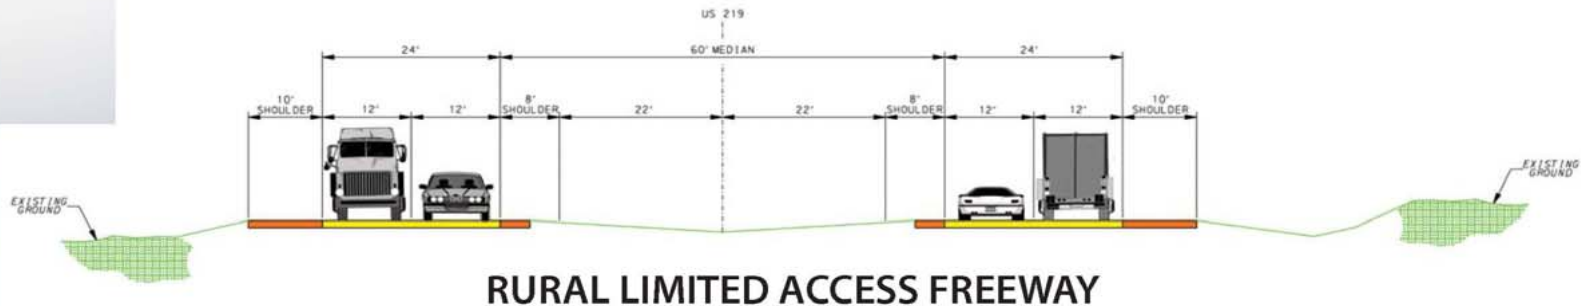 US 219
24'
60' MEDIAN
24'
10'
SHOULDER
12'
12'
8'
SHOULDER
22'
22'
8'
SHOULDER
12'
12'
10'
SHOULDER
EXISTING
GROUND
EXISTING
GROUND
RURAL LIMITED ACCESS FREEWAY